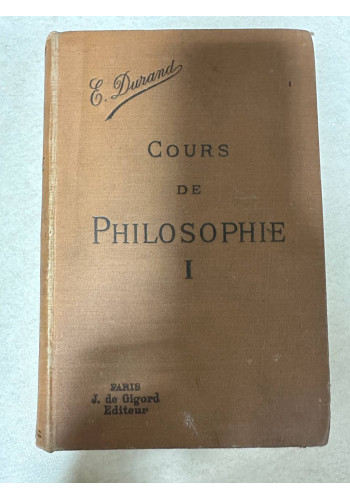 E. Durand
COURS
DE
PHILOSOPHIE
I
PARIS
J. de Gigord
Editeur